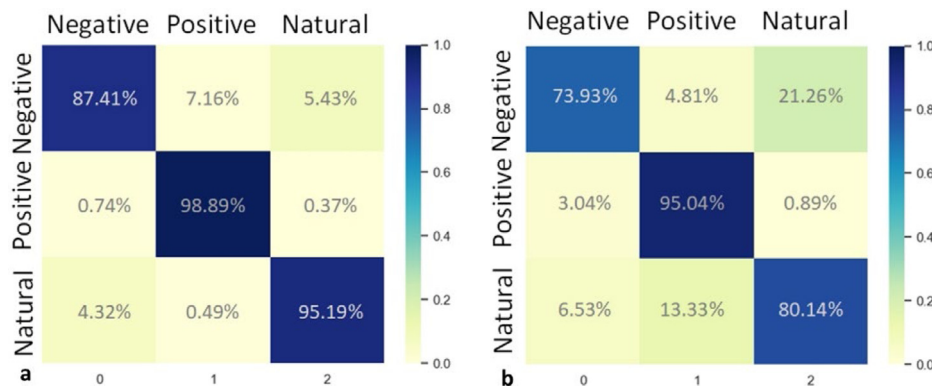 Negative Positive Natural
Negative 87.41% 7.16% 5.43%
Positive 0.74% 98.89% 0.37%
Natural 4.32% 0.49% 95.19%
0 1 2
1.0
0.8
0.6
0.4
0.2
0.0
a
Negative Positive Natural
Negative 73.93% 4.81% 21.26%
Positive 3.04% 95.04% 0.89%
Natural 6.53% 13.33% 80.14%
0 1 2
1.0
0.8
0.6
0.4
0.2
0.0
b